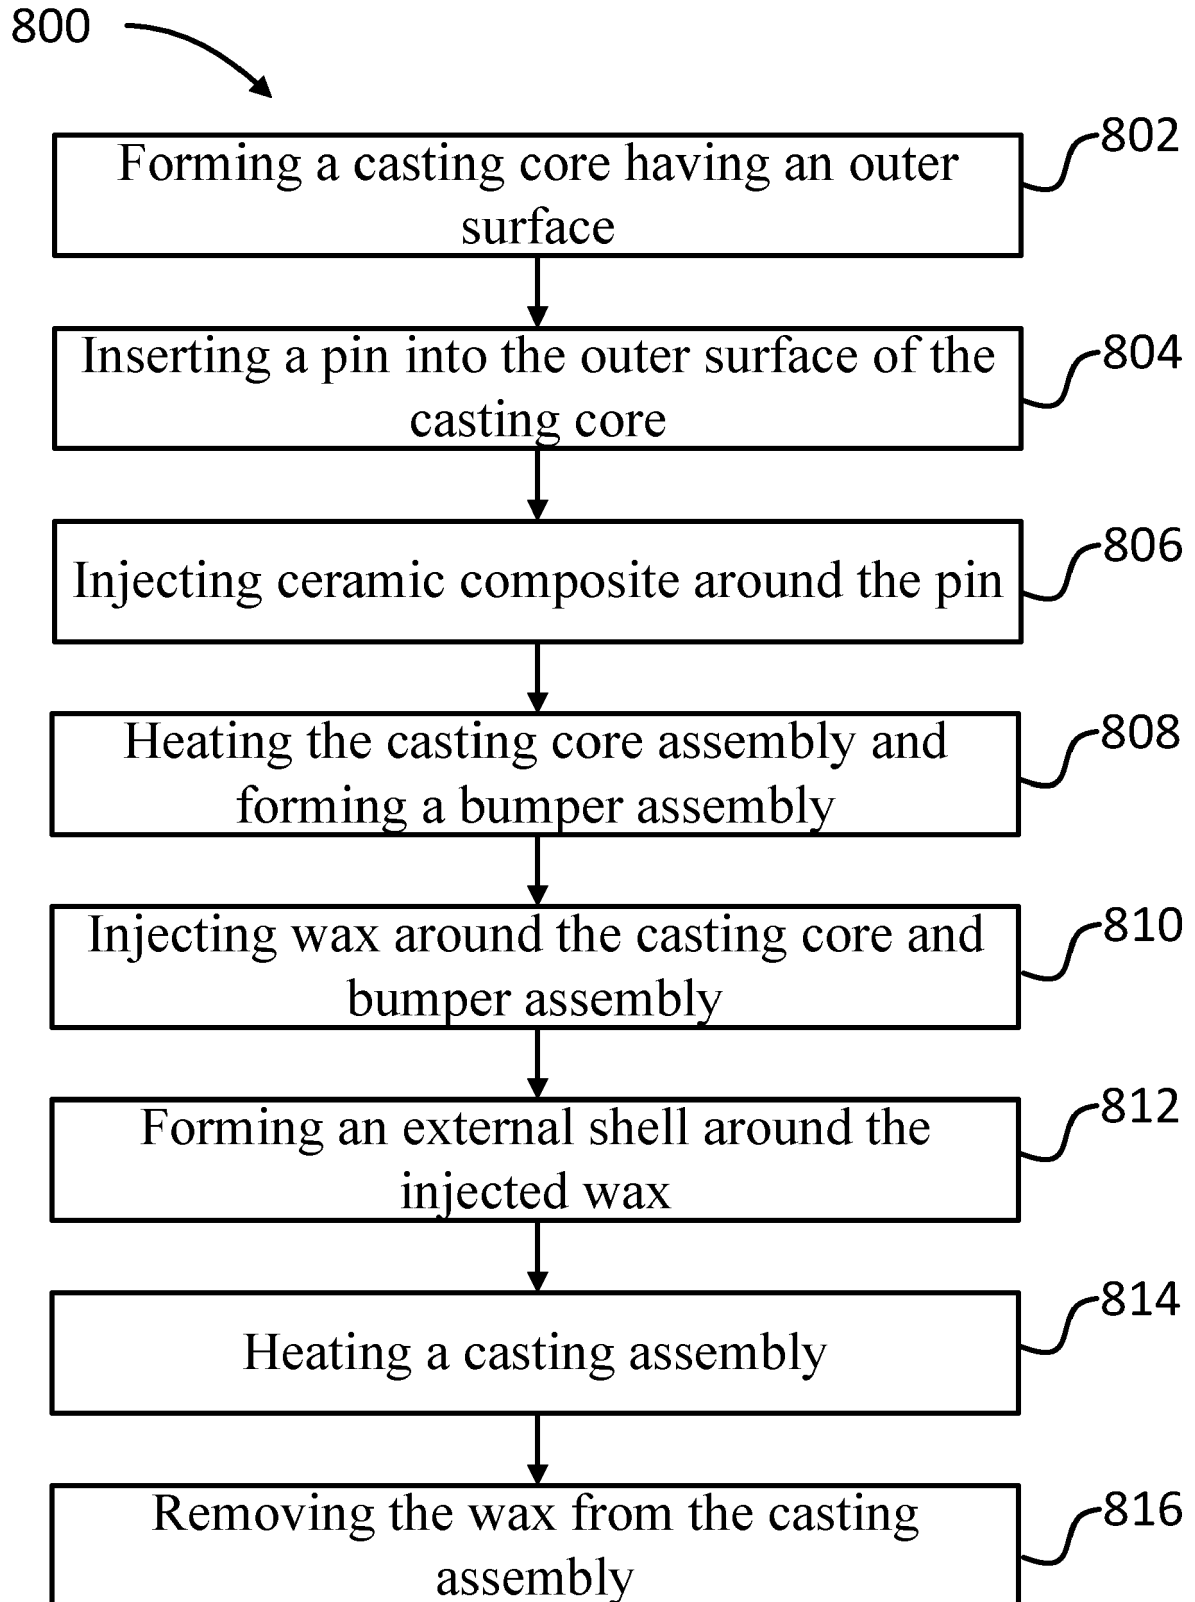 800
Forming a casting core having an outer
surface
802
Inserting a pin into the outer surface of the
casting core
804
Injecting ceramic composite around the pin
806
Heating the casting core assembly and
forming a bumper assembly
808
Injecting wax around the casting core and
bumper assembly
810
Forming an external shell around the
injected wax
812
Heating a casting assembly
814
Removing the wax from the casting
assembly
816